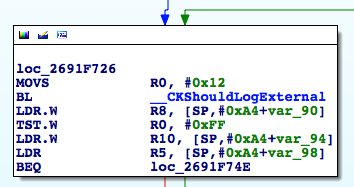 loc_2691F726
MOVS R0, #0x12
BL __CKShouldLogExternal
LDR.W R8, [SP,#0xA4+var_90]
TST.W R0, #0xFF
LDR.W R10, [SP,#0xA4+var_94]
LDR R5, [SP,#0xA4+var_98]
BEQ loc_2691F74E